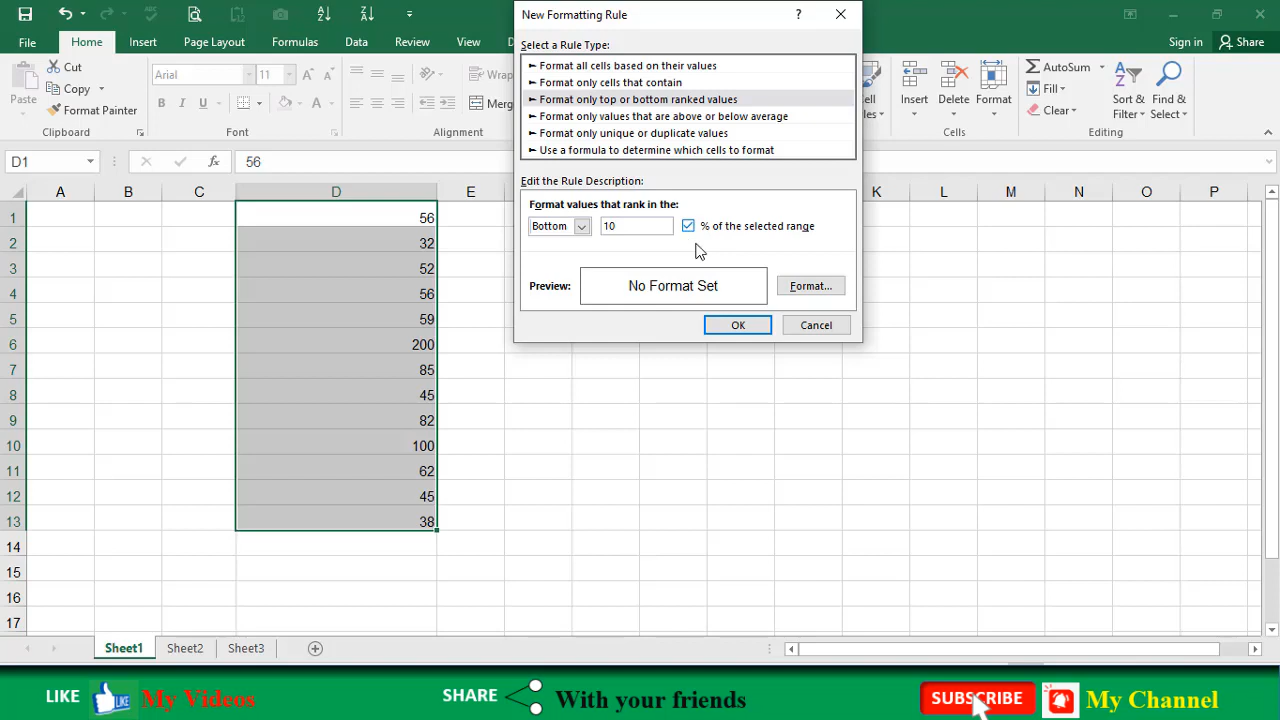 New Formatting Rule
?
File
Home
Insert
Page Layout
Formulas
Data
Review
View
Sign in
Share
Paste
Cut
Copy
Format Painter
Clipboard
Arial
11
B I U
Font
Merg
Alignment
Insert
Delete
Format
Cells
AutoSum
Fill
Clear
Sort & Filter
Find & Select
Editing
Select a Rule Type:
► Format all cells based on their values
► Format only cells that contain
► Format only top or bottom ranked values
► Format only values that are above or below average
► Format only unique or duplicate values
► Use a formula to determine which cells to format
Edit the Rule Description:
Format values that rank in the:
Bottom 10 % of the selected range
Preview: No Format Set Format...
OK Cancel
D1 fx 56
A B C D E K L M N O P
1 56
2 32
3 52
4 56
5 59
6 200
7 85
8 45
9 82
10 100
11 62
12 45
13 38
14
15
16
17
Sheet1 Sheet2 Sheet3
LIKE LIKE My Videos SHARE With your friends SUBSCRIBE My Channel